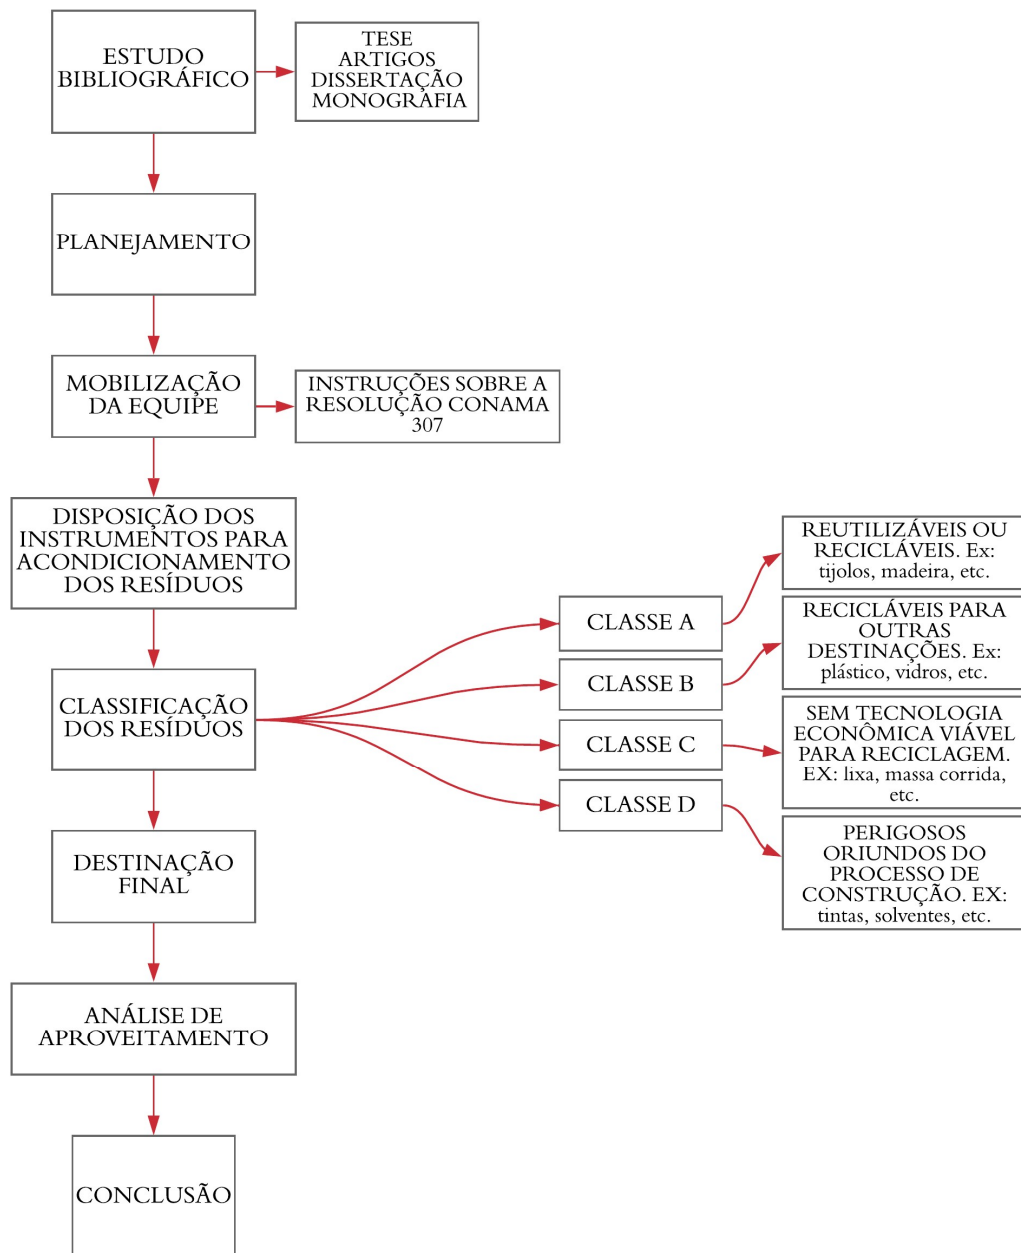 ESTUDO
BIBLIOGRÁFICO
TESE
ARTIGOS
DISSERTAÇÃO
MONOGRAFIA
PLANEJAMENTO
MOBILIZAÇÃO
DA EQUIPE
INSTRUÇÕES SOBRE A
RESOLUÇÃO CONAMA
307
DISPOSIÇÃO DOS
INSTRUMENTOS PARA
ACONDICIONAMENTO
DOS RESÍDUOS
CLASSIFICAÇÃO
DOS RESÍDUOS
CLASSE A
REUTILIZÁVEIS OU
RECICLÁVEIS. Ex:
tijolos, madeira, etc.
CLASSE B
RECICLÁVEIS PARA
OUTRAS
DESTINAÇÕES. Ex:
plástico, vidros, etc.
CLASSE C
SEM TECNOLOGIA
ECONÔMICA VIÁVEL
PARA RECICLAGEM.
EX: lixa, massa corrida,
etc.
CLASSE D
PERIGOSOS
ORIUNDOS DO
PROCESSO DE
CONSTRUÇÃO. EX:
tintas, solventes, etc.
DESTINAÇÃO
FINAL
ANÁLISE DE
APROVEITAMENTO
CONCLUSÃO